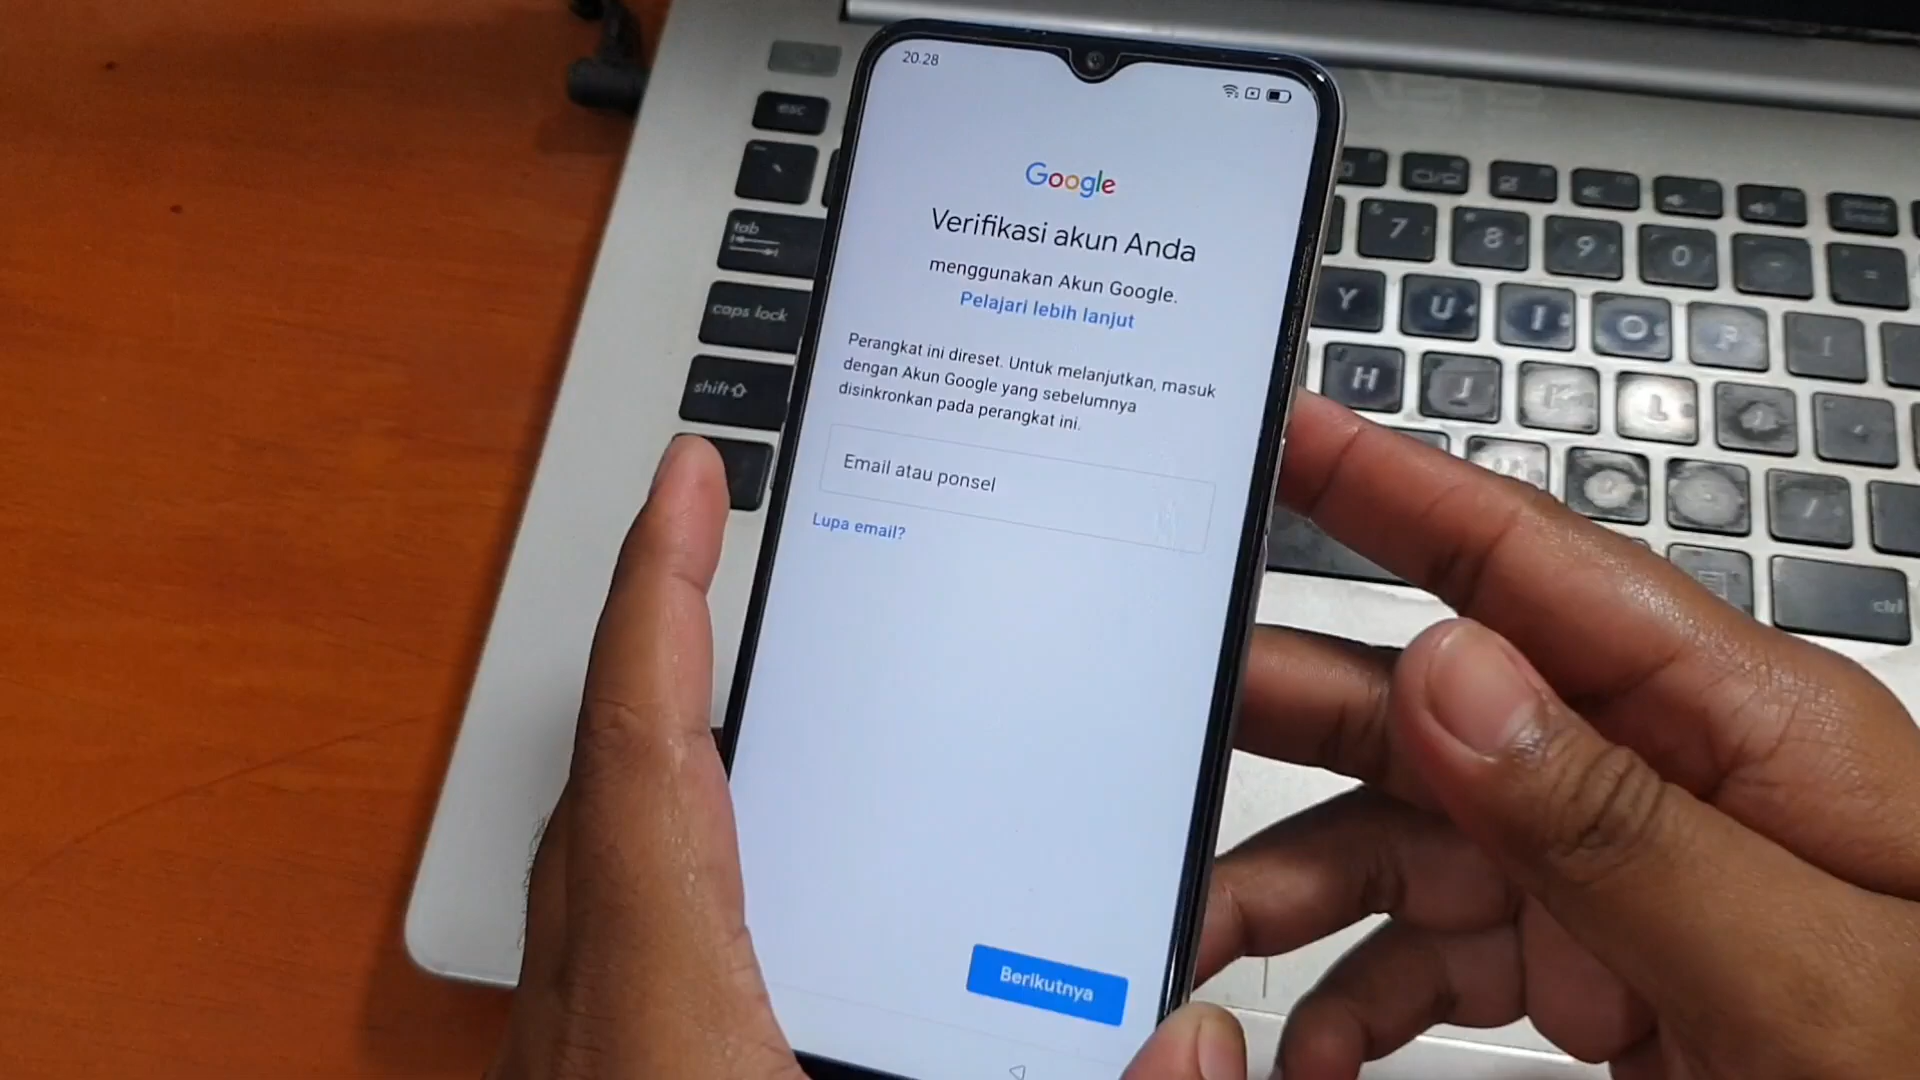 20.28
Google
Verifikasi akun Anda
menggunakan Akun Google.
Pelajari lebih lanjut
Perangkat ini direset. Untuk melanjutkan, masuk
dengan Akun Google yang sebelumnya
disinkronkan pada perangkat ini.
Email atau ponsel
Lupa email?
Berikutnya
esc
tab
caps lock
shift
7
8
9
0
-
=
Y
U
I
O
P
H
J
K
L
ctrl